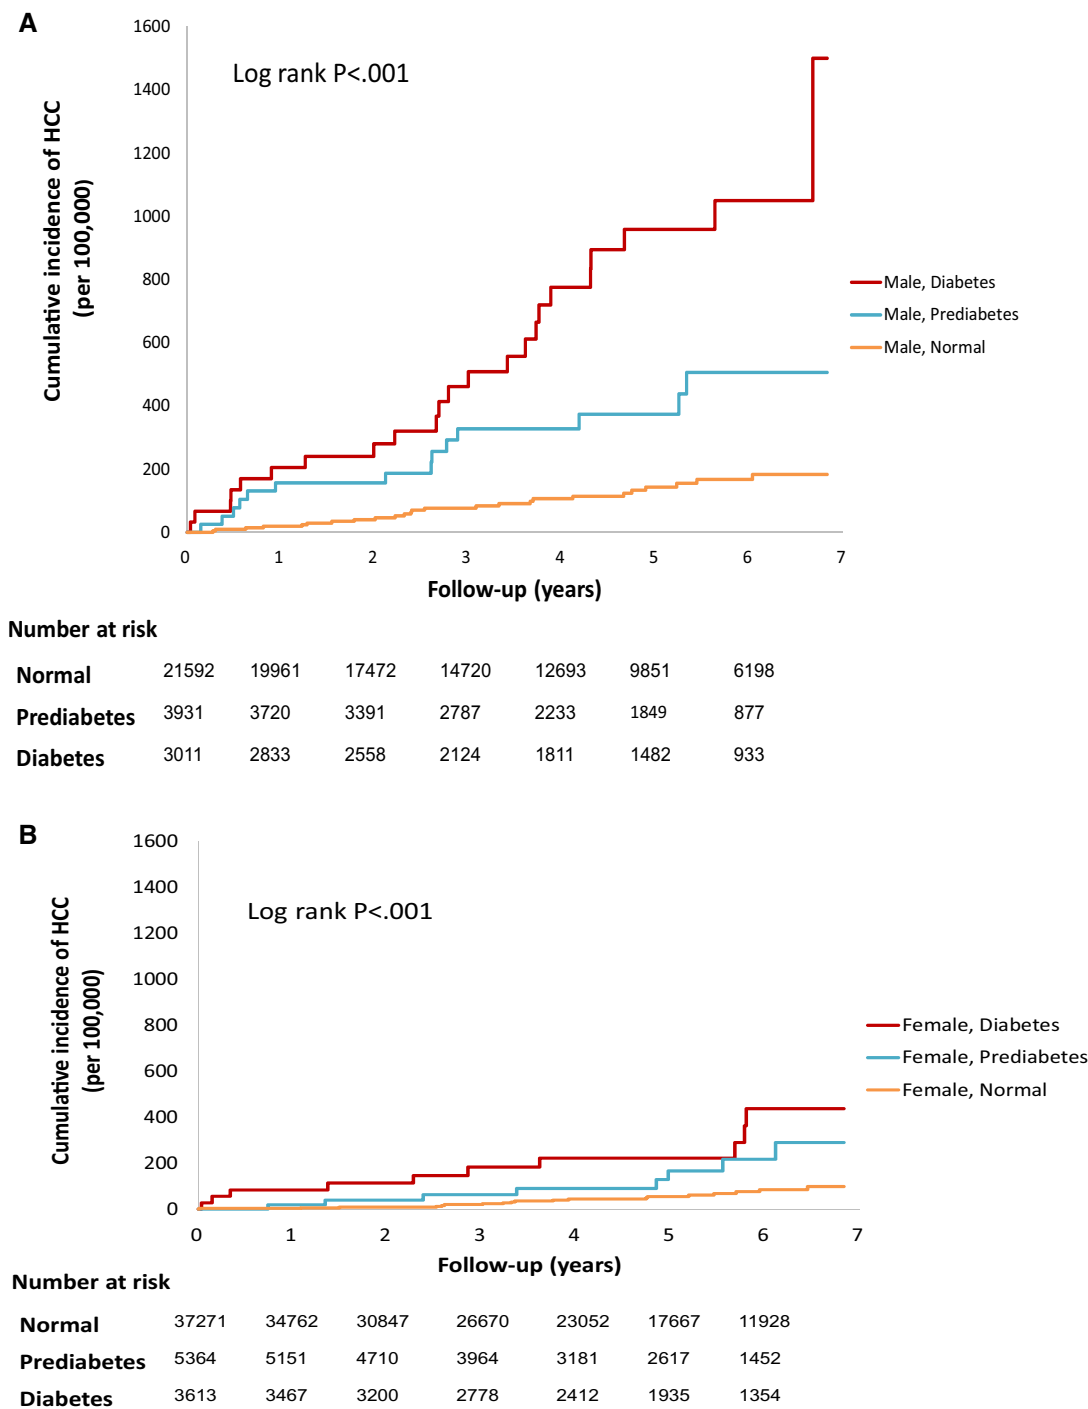 A
Log rank P<.001
Cumulative incidence of HCC
(per 100,000)
1600
1400
1200
1000
800
600
400
200
0
0 1 2 3 4 5 6 7
Follow-up (years)
Male, Diabetes
Male, Prediabetes
Male, Normal
Number at risk
Normal 21592 19961 17472 14720 12693 9851 6198
Prediabetes 3931 3720 3391 2787 2233 1849 877
Diabetes 3011 2833 2558 2124 1811 1482 933
B
Log rank P<.001
Cumulative incidence of HCC
(per 100,000)
1600
1400
1200
1000
800
600
400
200
0
0 1 2 3 4 5 6 7
Follow-up (years)
Female, Diabetes
Female, Prediabetes
Female, Normal
Number at risk
Normal 37271 34762 30847 26670 23052 17667 11928
Prediabetes 5364 5151 4710 3964 3181 2617 1452
Diabetes 3613 3467 3200 2778 2412 1935 1354